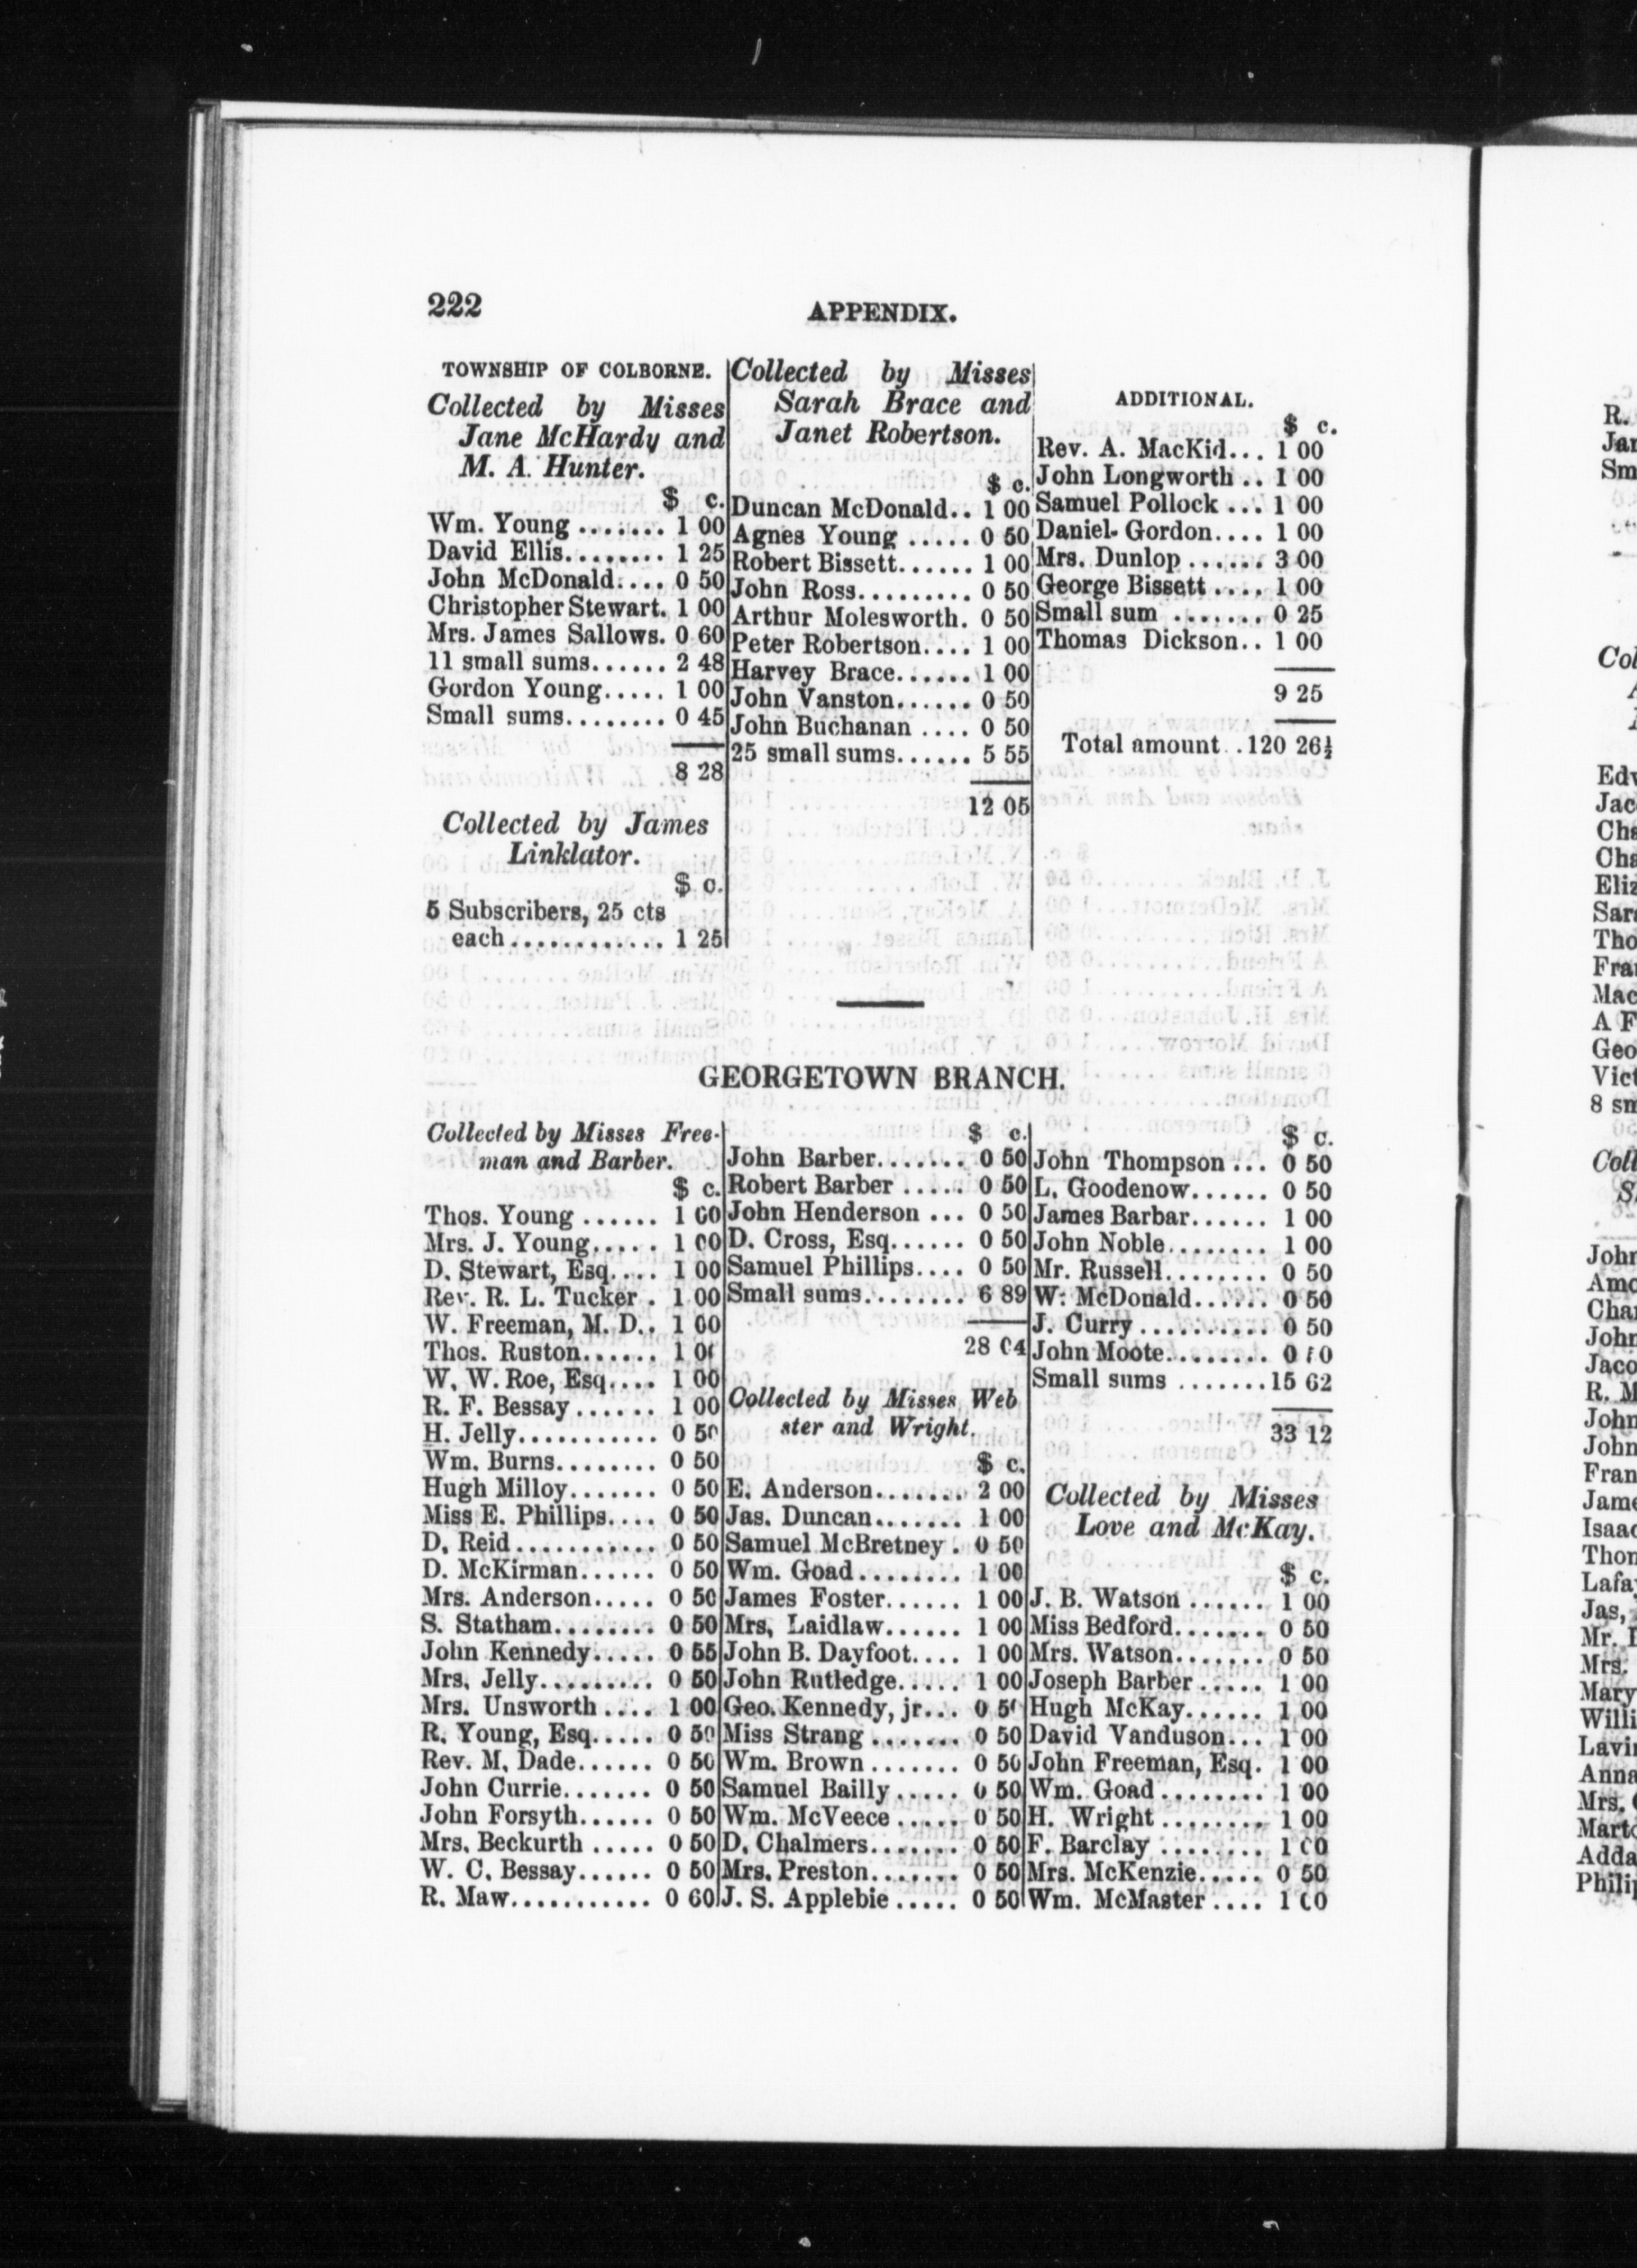 222
APPENDIX.
TOWNSHIP OF COLBORNE.
Collected by Misses
Jane McHardy and
M. A. Hunter.
$ c.
Wm. Young ....... 1 00
David Ellis........ 1 25
John McDonald.... 0 50
Christopher Stewart. 1 00
Mrs. James Sallows. 0 60
11 small sums...... 2 48
Gordon Young..... 1 00
Small sums........ 0 45
8 28
Collected by James
Linklator.
$ c.
5 Subscribers, 25 cts
each............ 1 25
Collected by Misses
Sarah Brace and
Janet Robertson.
$ c.
Duncan McDonald.. 1 00
Agnes Young ..... 0 50
Robert Bissett...... 1 00
John Ross......... 0 50
Arthur Molesworth. 0 50
Peter Robertson.... 1 00
Harvey Brace...... 1 00
John Vanston...... 0 50
John Buchanan .... 0 50
25 small sums...... 5 55
12 05
ADDITIONAL.
$ c.
Rev. A. MacKid... 1 00
John Longworth .. 1 00
Samuel Pollock ... 1 00
Daniel Gordon.... 1 00
Mrs. Dunlop ...... 3 00
George Bissett .... 1 00
Small sum ....... 0 25
Thomas Dickson.. 1 00
9 25
Total amount ..120 26½
GEORGETOWN BRANCH.
Collected by Misses Free-
man and Barber.
$ c.
Thos. Young ...... 1 00
Mrs. J. Young..... 1 00
D. Stewart, Esq.... 1 00
Rev. R. L. Tucker . 1 00
W. Freeman, M. D.. 1 00
Thos. Ruston...... 1 00
W. W. Roe, Esq.... 1 00
R. F. Bessay ...... 1 00
H. Jelly........... 0 50
Wm. Burns........ 0 50
Hugh Milloy....... 0 50
Miss E. Phillips.... 0 50
D. Reid........... 0 50
D. McKirman...... 0 50
Mrs. Anderson..... 0 50
S. Statham........ 0 50
John Kennedy..... 0 55
Mrs. Jelly......... 0 50
Mrs. Unsworth .... 1 00
R. Young, Esq..... 0 50
Rev. M. Dade...... 0 50
John Currie....... 0 50
John Forsyth...... 0 50
Mrs. Beckurth ..... 0 50
W. C. Bessay...... 0 50
R. Maw........... 0 60
$ c.
John Barber....... 0 50
Robert Barber ..... 0 50
John Henderson ... 0 50
D. Cross, Esq...... 0 50
Samuel Phillips.... 0 50
Small sums........ 6 89
28 04
Collected by Misses Web
ster and Wright.
$ c.
E. Anderson....... 2 00
Jas. Duncan....... 1 00
Samuel McBretney . 0 50
Wm. Goad........ 1 00
James Foster...... 1 00
Mrs. Laidlaw...... 1 00
John B. Dayfoot.... 1 00
John Rutledge..... 1 00
Geo. Kennedy, jr... 0 50
Miss Strang ....... 0 50
Wm. Brown ....... 0 50
Samuel Bailly ..... 0 50
Wm. McVeece ..... 0 50
D. Chalmers....... 0 50
Mrs. Preston....... 0 50
J. S. Applebie ..... 0 50
$ c.
John Thompson ... 0 50
L. Goodenow...... 0 50
James Barbar...... 1 00
John Noble........ 1 00
Mr. Russell........ 0 50
W. McDonald...... 0 50
J. Curry .......... 0 50
John Moote........
Small sums .......15 62
33 12
Collected by Misses
Love and McKay.
$ c.
J. B. Watson ...... 1 00
Miss Bedford....... 0 50
Mrs. Watson....... 0 50
Joseph Barber ..... 1 00
Hugh McKay...... 1 00
David Vanduson... 1 00
John Freeman, Esq. 1 00
Wm. Goad........ 1 00
H. Wright ........ 1 00
F. Barclay ........ 1 00
Mrs. McKenzie..... 0 50
Wm. McMaster .... 1 00